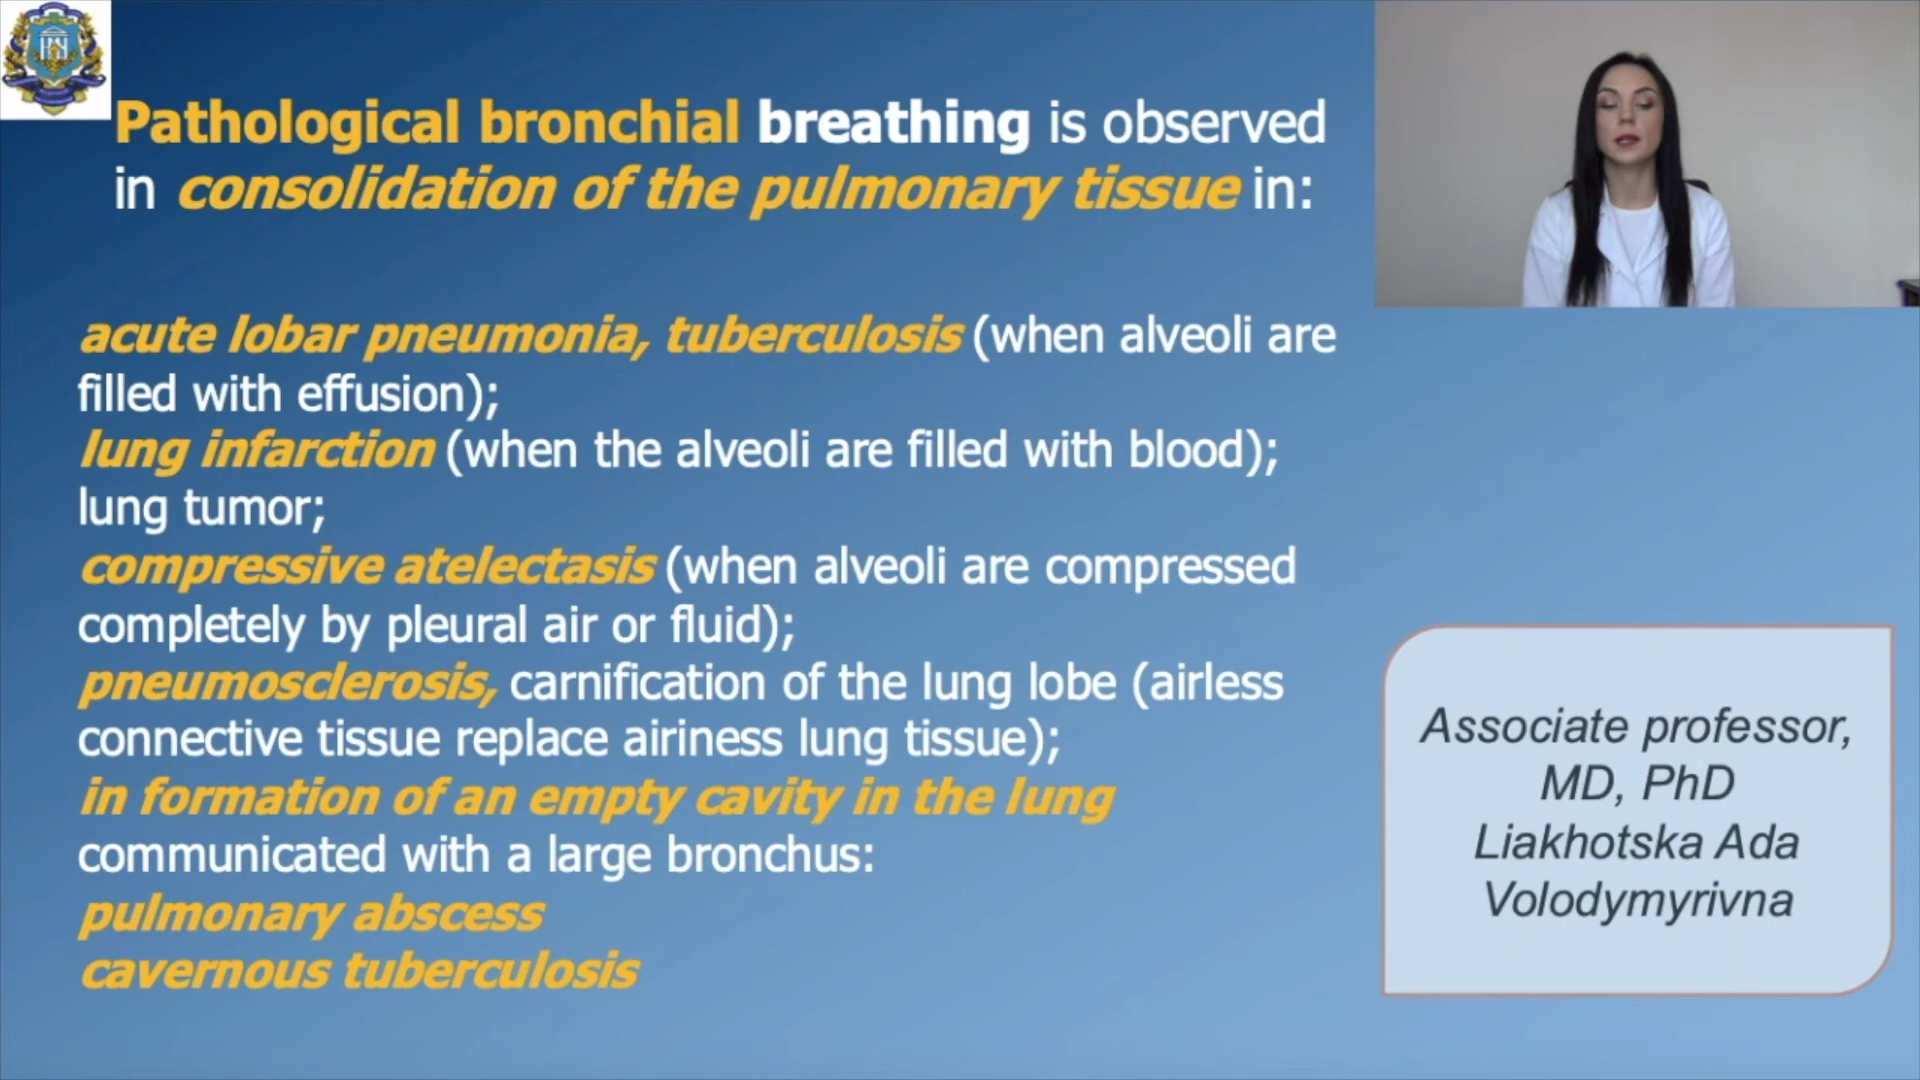 Pathological bronchial breathing is observed
in consolidation of the pulmonary tissue in:
acute lobar pneumonia, tuberculosis (when alveoli are
filled with effusion);
lung infarction (when the alveoli are filled with blood);
lung tumor;
compressive atelectasis (when alveoli are compressed
completely by pleural air or fluid);
pneumosclerosis, carnification of the lung lobe (airless
connective tissue replace airiness lung tissue);
in formation of an empty cavity in the lung
communicated with a large bronchus:
pulmonary abscess
cavernous tuberculosis
Associate professor,
MD, PhD
Liakhotska Ada
Volodymyrivna